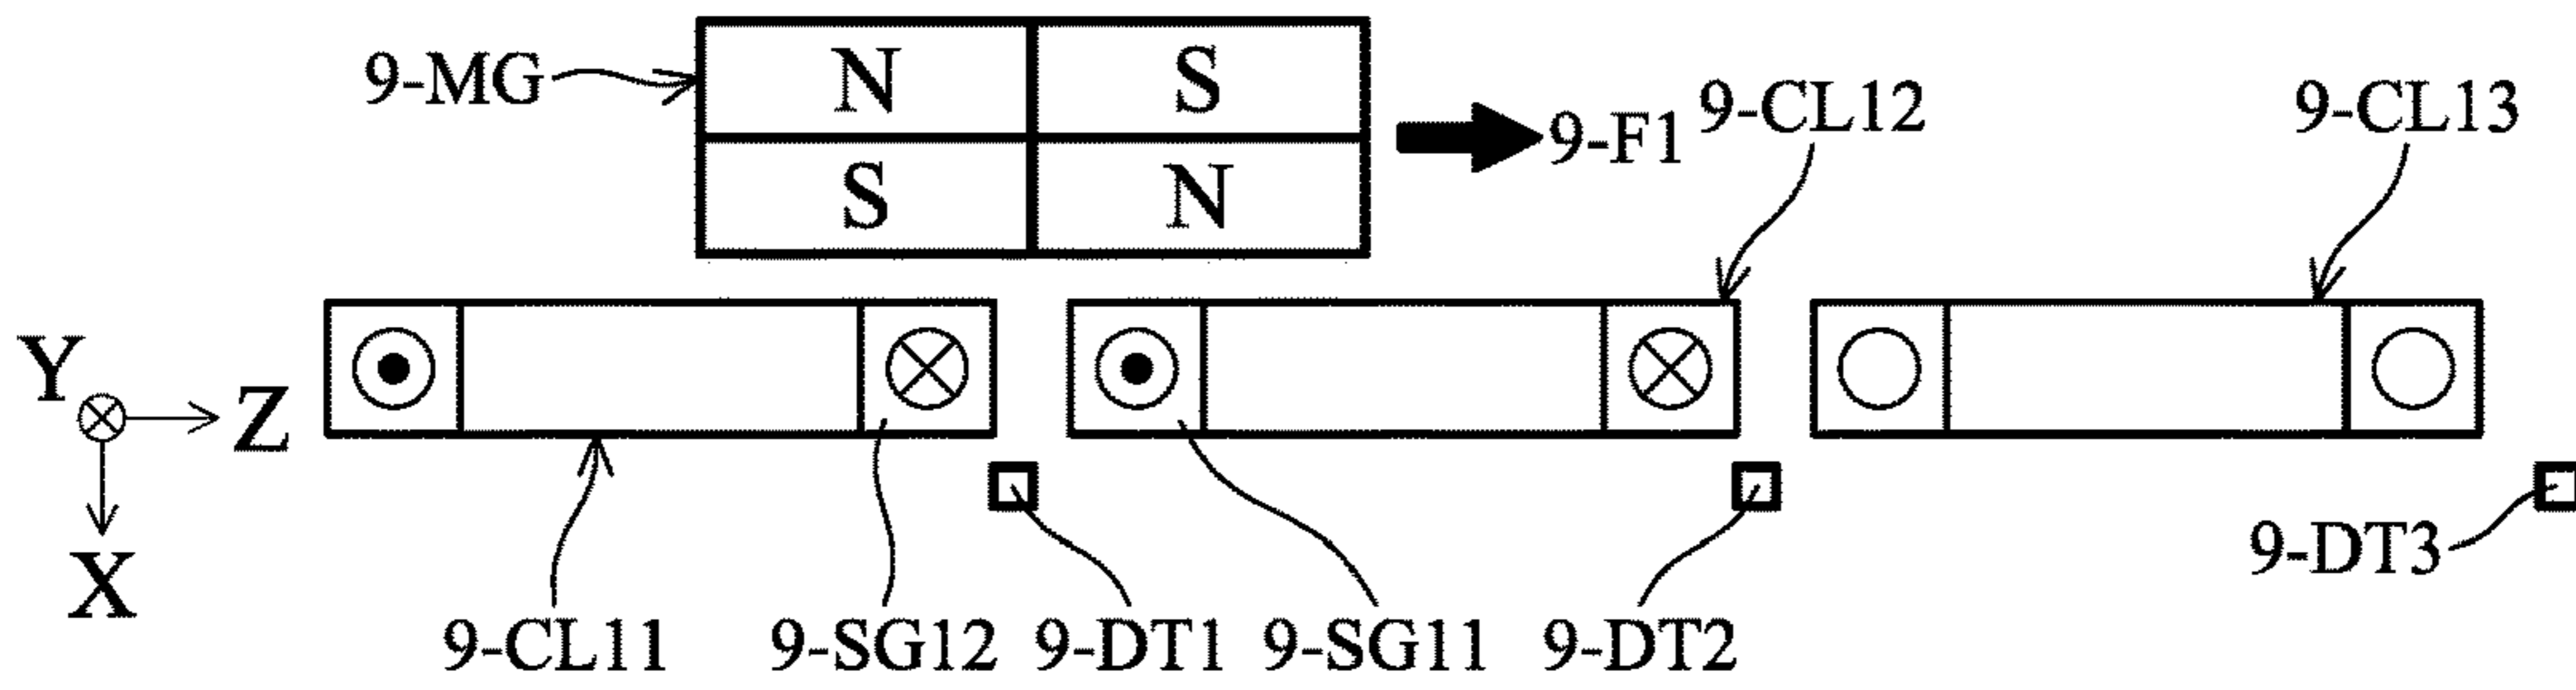 9-MG
N S
S N
9-F1
9-CL12
9-CL13
Y
Z
X
9-DT3
9-CL11
9-SG12
9-DT1
9-SG11
9-DT2